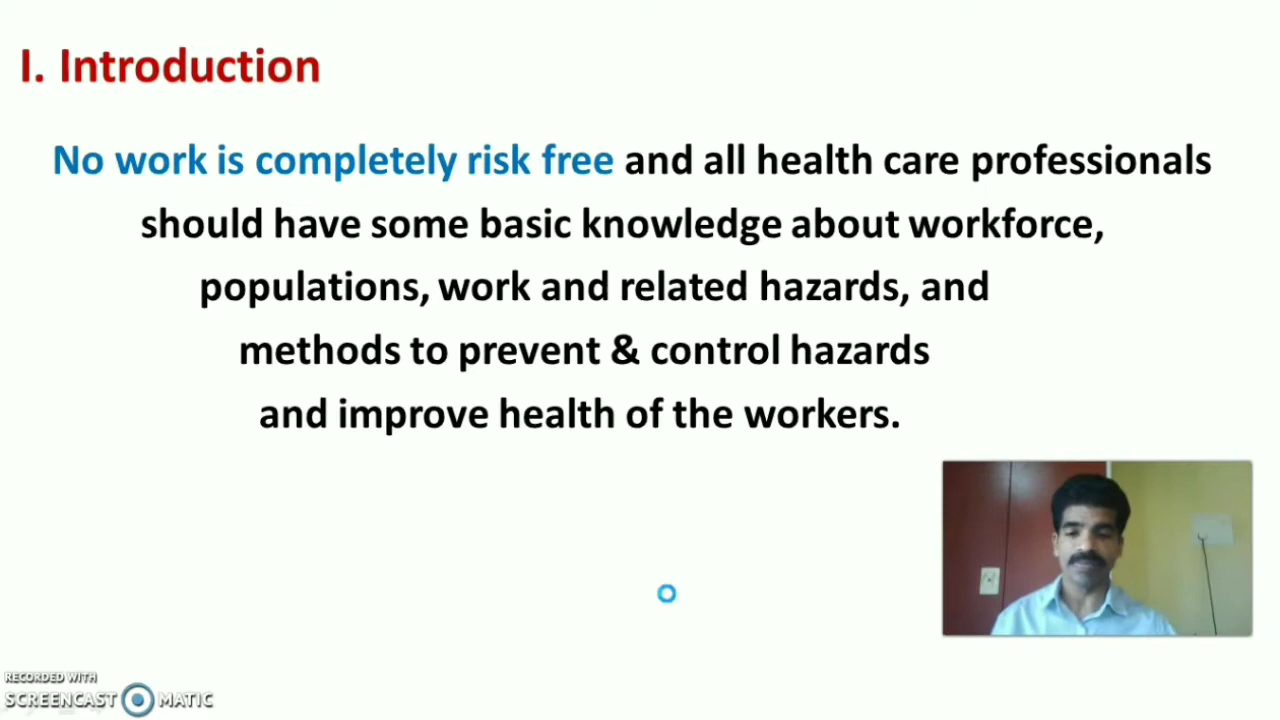 I. Introduction
No work is completely risk free and all health care professionals
should have some basic knowledge about workforce,
populations, work and related hazards, and
methods to prevent & control hazards
and improve health of the workers.
RECORDED WITH
SCREENCAST MATIC